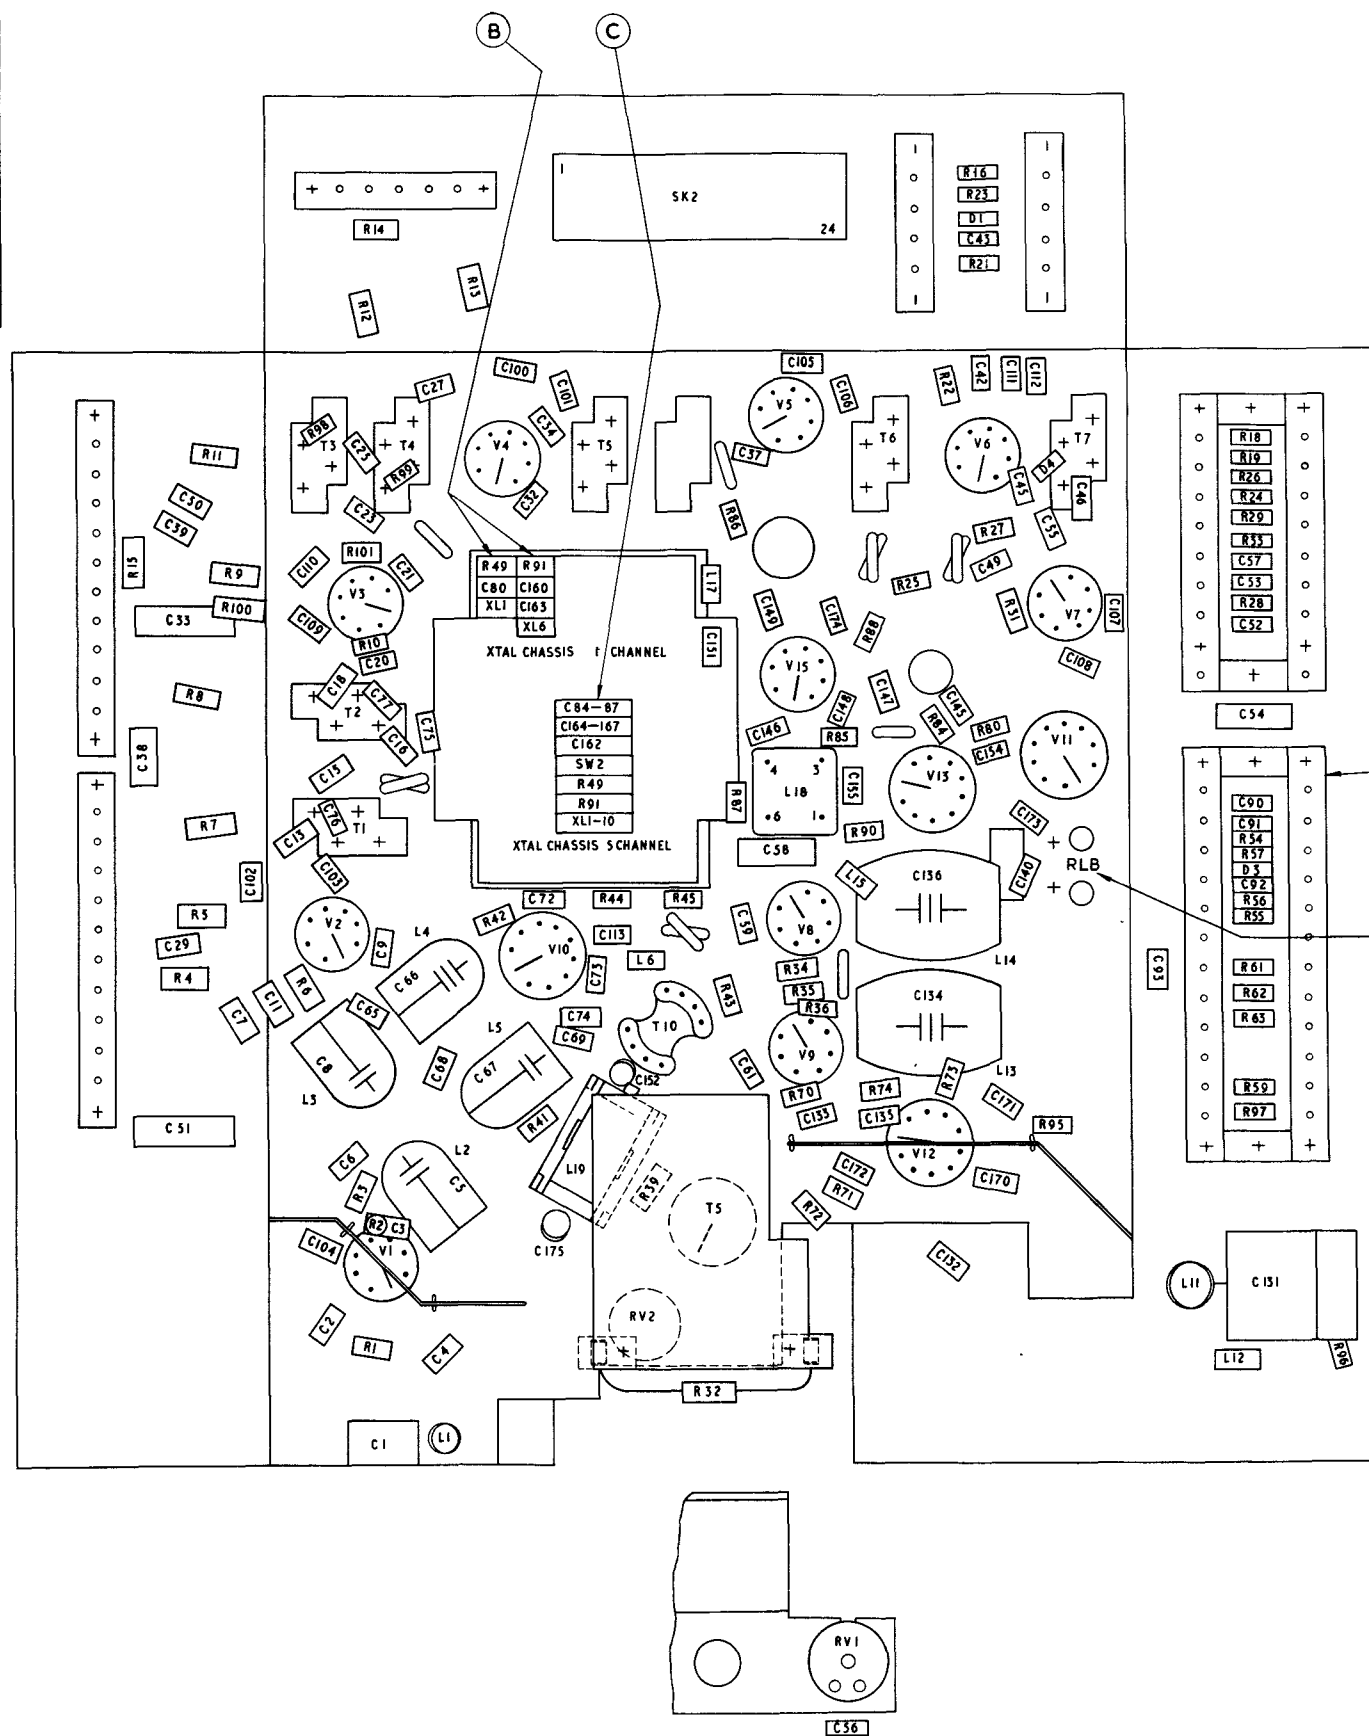 B
C
1
SK2
24
R14
R16
R23
D1
C43
R21
R12
R13
C100
C101
C105
C106
R22
C42
C111
C112
C27
R98
T3
C25
T4
R99
V4
C34
T5
C32
C37
V5
T6
V6
C45
D4
T7
C46
C55
R11
C50
C39
R15
R9
R100
C33
R8
C38
R7
C102
R5
C29
R4
C7
C11
R6
C51
C23
R101
C110
C21
V3
C109
R10
C20
C18
C77
T2
C75
C16
C15
C76
T1
C13
C103
R49
R91
C80
C160
XL1
C163
XL6
L17
C151
XTAL CHASSIS 1 CHANNEL
C84-87
C164-167
C162
SW2
R49
R91
XL1-10
XTAL CHASSIS 5 CHANNEL
R86
R27
C49
R25
R31
V7
C107
C108
C149
C174
R88
V15
C147
C148
C145
R84
R80
C154
V11
C146
R85
4
3
L18
6
1
C155
R87
V13
R90
C58
C173
RLB
C140
L15
C136
L14
R18
R19
R26
R24
R29
R33
C57
C53
R28
C52
C54
C90
C91
R54
R57
D3
C92
R56
R55
R61
R62
R63
R59
R97
C93
C72
R44
R45
R42
V10
C113
L6
C73
C74
C69
T10
R43
C59
V8
R34
R35
R36
V9
C61
R70
C133
R74
C135
C134
L13
R73
C171
R95
V12
C172
R71
R72
C170
C132
V2
C9
L4
C66
C65
C8
L3
C68
L5
C67
R41
C152
L19
R39
T5
C175
RV2
R32
C6
R3
L2
C5
R2
C3
C104
V1
C2
R1
C4
C1
L1
L11
C131
L12
R96
RV1
C36